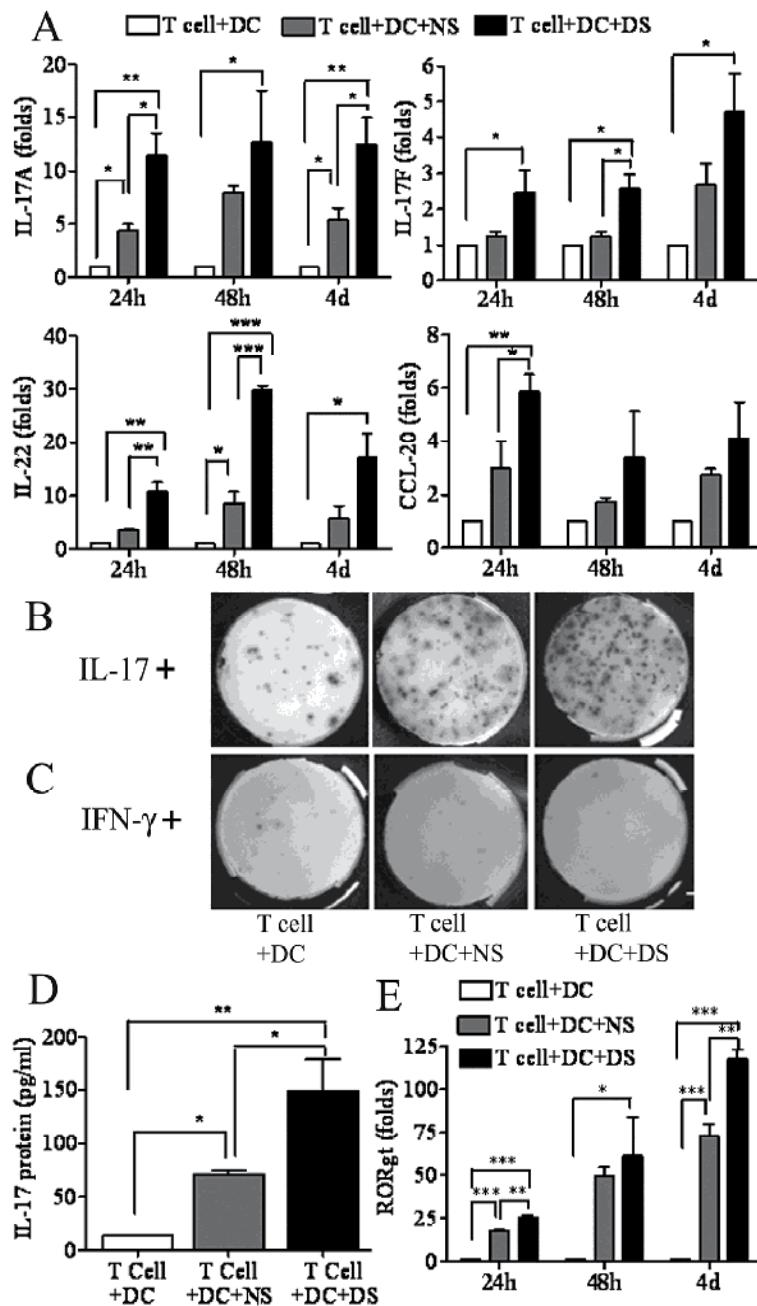 A
T cell+DC T cell+DC+NS T cell+DC+DS
IL-17A (folds)
20
15
10
5
0
** * *
*
** * *
24h 48h 4d
IL-17F (folds)
6
4
2
1
0
*
* *
*
24h 48h 4d
IL-22 (folds)
40
30
20
10
0
** **
*** *** *
*
24h 48h 4d
CCL-20 (folds)
8
6
4
2
0
** *
24h 48h 4d
B
IL-17 +
C
IFN-γ +
T cell T cell T cell
+DC +DC+NS +DC+DS
D
IL-17 protein (pg/ml)
200
150
100
50
0
**
*
*
T Cell T Cell T Cell
+DC +DC+NS +DC+DS
E
T cell+DC
T cell+DC+NS
T cell+DC+DS
RORgt (folds)
125
100
75
50
25
0
*** *** **
*
*** ** ***
24h 48h 4d